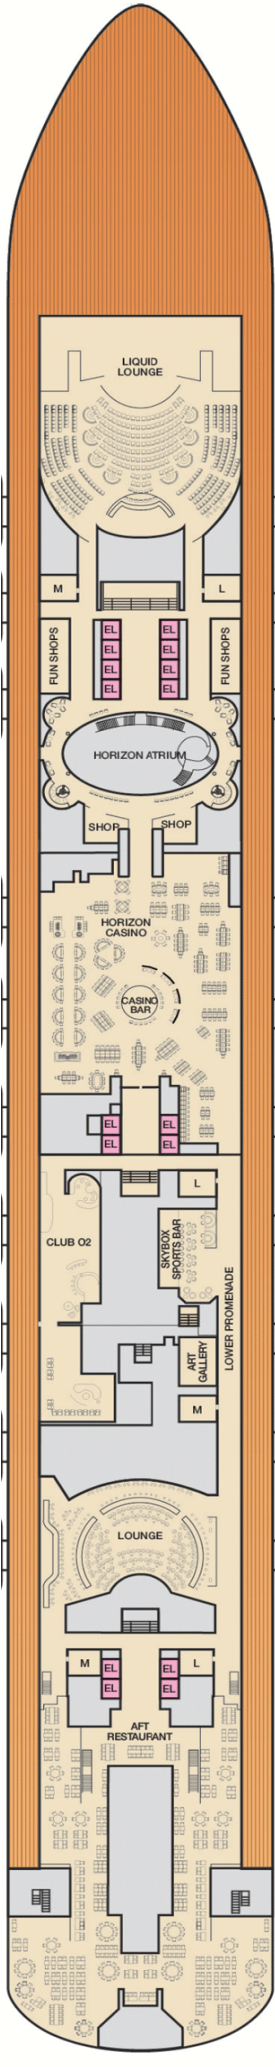 LIQUID
LOUNGE
M
L
FUN SHOPS
EL
EL
EL
EL
EL
EL
EL
EL
FUN SHOPS
HORIZON ATRIUM
SHOP
SHOP
HORIZON
CASINO
CASINO
BAR
EL
EL
EL
EL
L
CLUB O2
SKYBOX
SPORTS BAR
LOWER PROMENADE
ART
GALLERY
M
LOUNGE
M
EL
EL
L
EL
EL
AFT
RESTAURANT